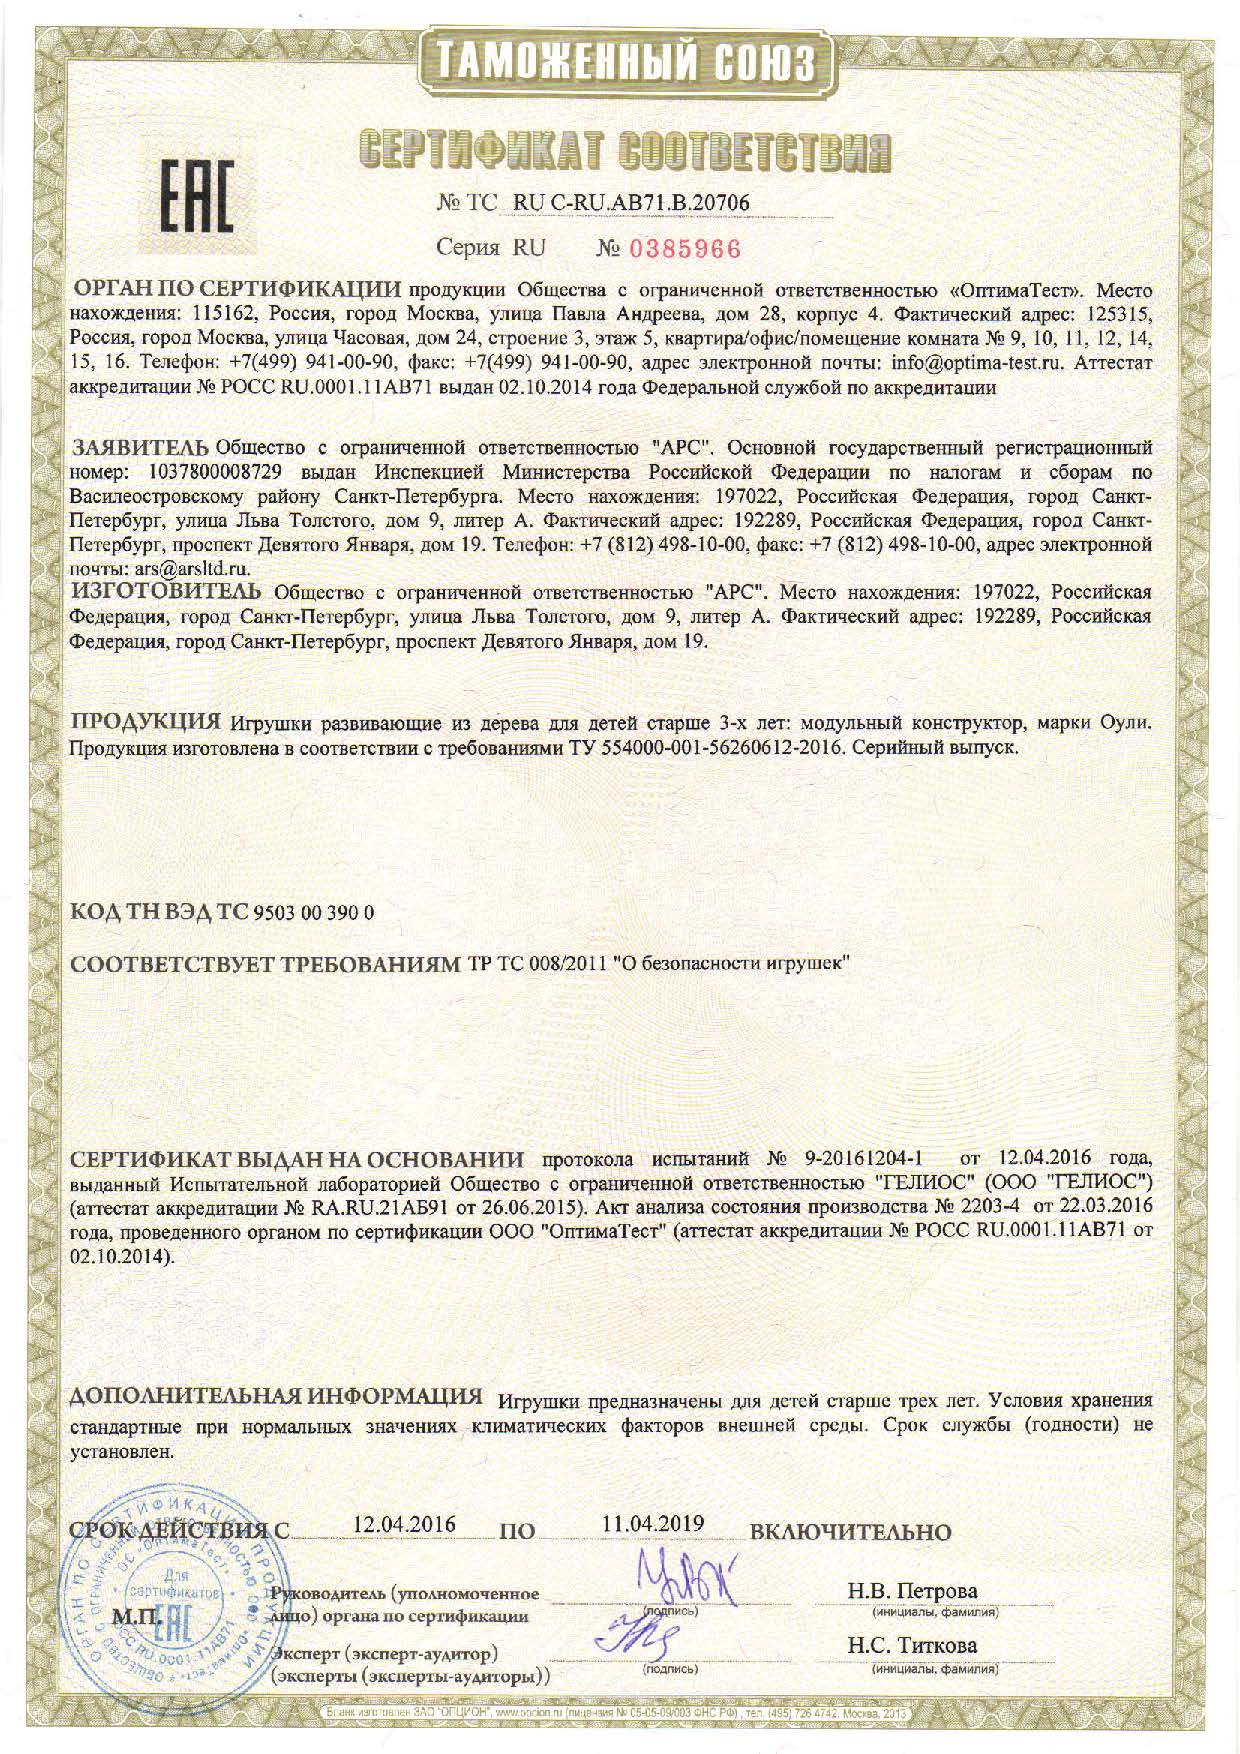 ТАМОЖЕННЫЙ СОЮЗ
СЕРТИФИКАТ СООТВЕТСТВИЯ
ЕАС
№ ТС RU C-RU.АВ71.В.20706
Серия RU № 0385966
ОРГАН ПО СЕРТИФИКАЦИИ продукции Общества с ограниченной ответственностью «ОптимаТест». Место
нахождения: 115162, Россия, город Москва, улица Павла Андреева, дом 28, корпус 4. Фактический адрес: 125315,
Россия, город Москва, улица Часовая, дом 24, строение 3, этаж 5, квартира/офис/помещение комната № 9, 10, 11, 12, 14,
15, 16. Телефон: +7(499) 941-00-90, факс: +7(499) 941-00-90, адрес электронной почты: info@optima-test.ru. Аттестат
аккредитации № РОСС RU.0001.11АВ71 выдан 02.10.2014 года Федеральной службой по аккредитации
ЗАЯВИТЕЛЬ Общество с ограниченной ответственностью "АРС". Основной государственный регистрационный
номер: 1037800008729 выдан Инспекцией Министерства Российской Федерации по налогам и сборам по
Василеостровскому району Санкт-Петербурга. Место нахождения: 197022, Российская Федерация, город Санкт-
Петербург, улица Льва Толстого, дом 9, литер А. Фактический адрес: 192289, Российская Федерация, город Санкт-
Петербург, проспект Девятого Января, дом 19. Телефон: +7 (812) 498-10-00, факс: +7 (812) 498-10-00, адрес электронной
почты: ars@arsltd.ru.
ИЗГОТОВИТЕЛЬ Общество с ограниченной ответственностью "АРС". Место нахождения: 197022, Российская
Федерация, город Санкт-Петербург, улица Льва Толстого, дом 9, литер А. Фактический адрес: 192289, Российская
Федерация, город Санкт-Петербург, проспект Девятого Января, дом 19.
ПРОДУКЦИЯ Игрушки развивающие из дерева для детей старше 3-х лет: модульный конструктор, марки Оули.
Продукция изготовлена в соответствии с требованиями ТУ 554000-001-56260612-2016. Серийный выпуск.
КОД ТН ВЭД ТС 9503 00 390 0
СООТВЕТСТВУЕТ ТРЕБОВАНИЯМ ТР ТС 008/2011 "О безопасности игрушек"
СЕРТИФИКАТ ВЫДАН НА ОСНОВАНИИ протокола испытаний № 9-20161204-1 от 12.04.2016 года,
выданный Испытательной лабораторией Общество с ограниченной ответственностью "ГЕЛИОС" (ООО "ГЕЛИОС")
(аттестат аккредитации № RA.RU.21АБ91 от 26.06.2015). Акт анализа состояния производства № 2203-4 от 22.03.2016
года, проведенного органом по сертификации ООО "ОптимаТест" (аттестат аккредитации № РОСС RU.0001.11АВ71 от
02.10.2014).
ДОПОЛНИТЕЛЬНАЯ ИНФОРМАЦИЯ Игрушки предназначены для детей старше трех лет. Условия хранения
стандартные при нормальных значениях климатических факторов внешней среды. Срок службы (годности) не
установлен.
СРОК ДЕЙСТВИЯ С 12.04.2016 ПО 11.04.2019 ВКЛЮЧИТЕЛЬНО
Для
сертификатов
ЕАС
М.П.
Руководитель (уполномоченное
лицо) органа по сертификации
(подпись)
Н.В. Петрова
(инициалы, фамилия)
Эксперт (эксперт-аудитор)
(эксперты (эксперты-аудиторы))
(подпись)
Н.С. Титкова
(инициалы, фамилия)
Бланк изготовлен ЗАО "ОПЦИОН", www.opcion.ru (лицензия № 05-05-09/003 ФНС РФ), тел. (495) 726 4742, Москва, 2013